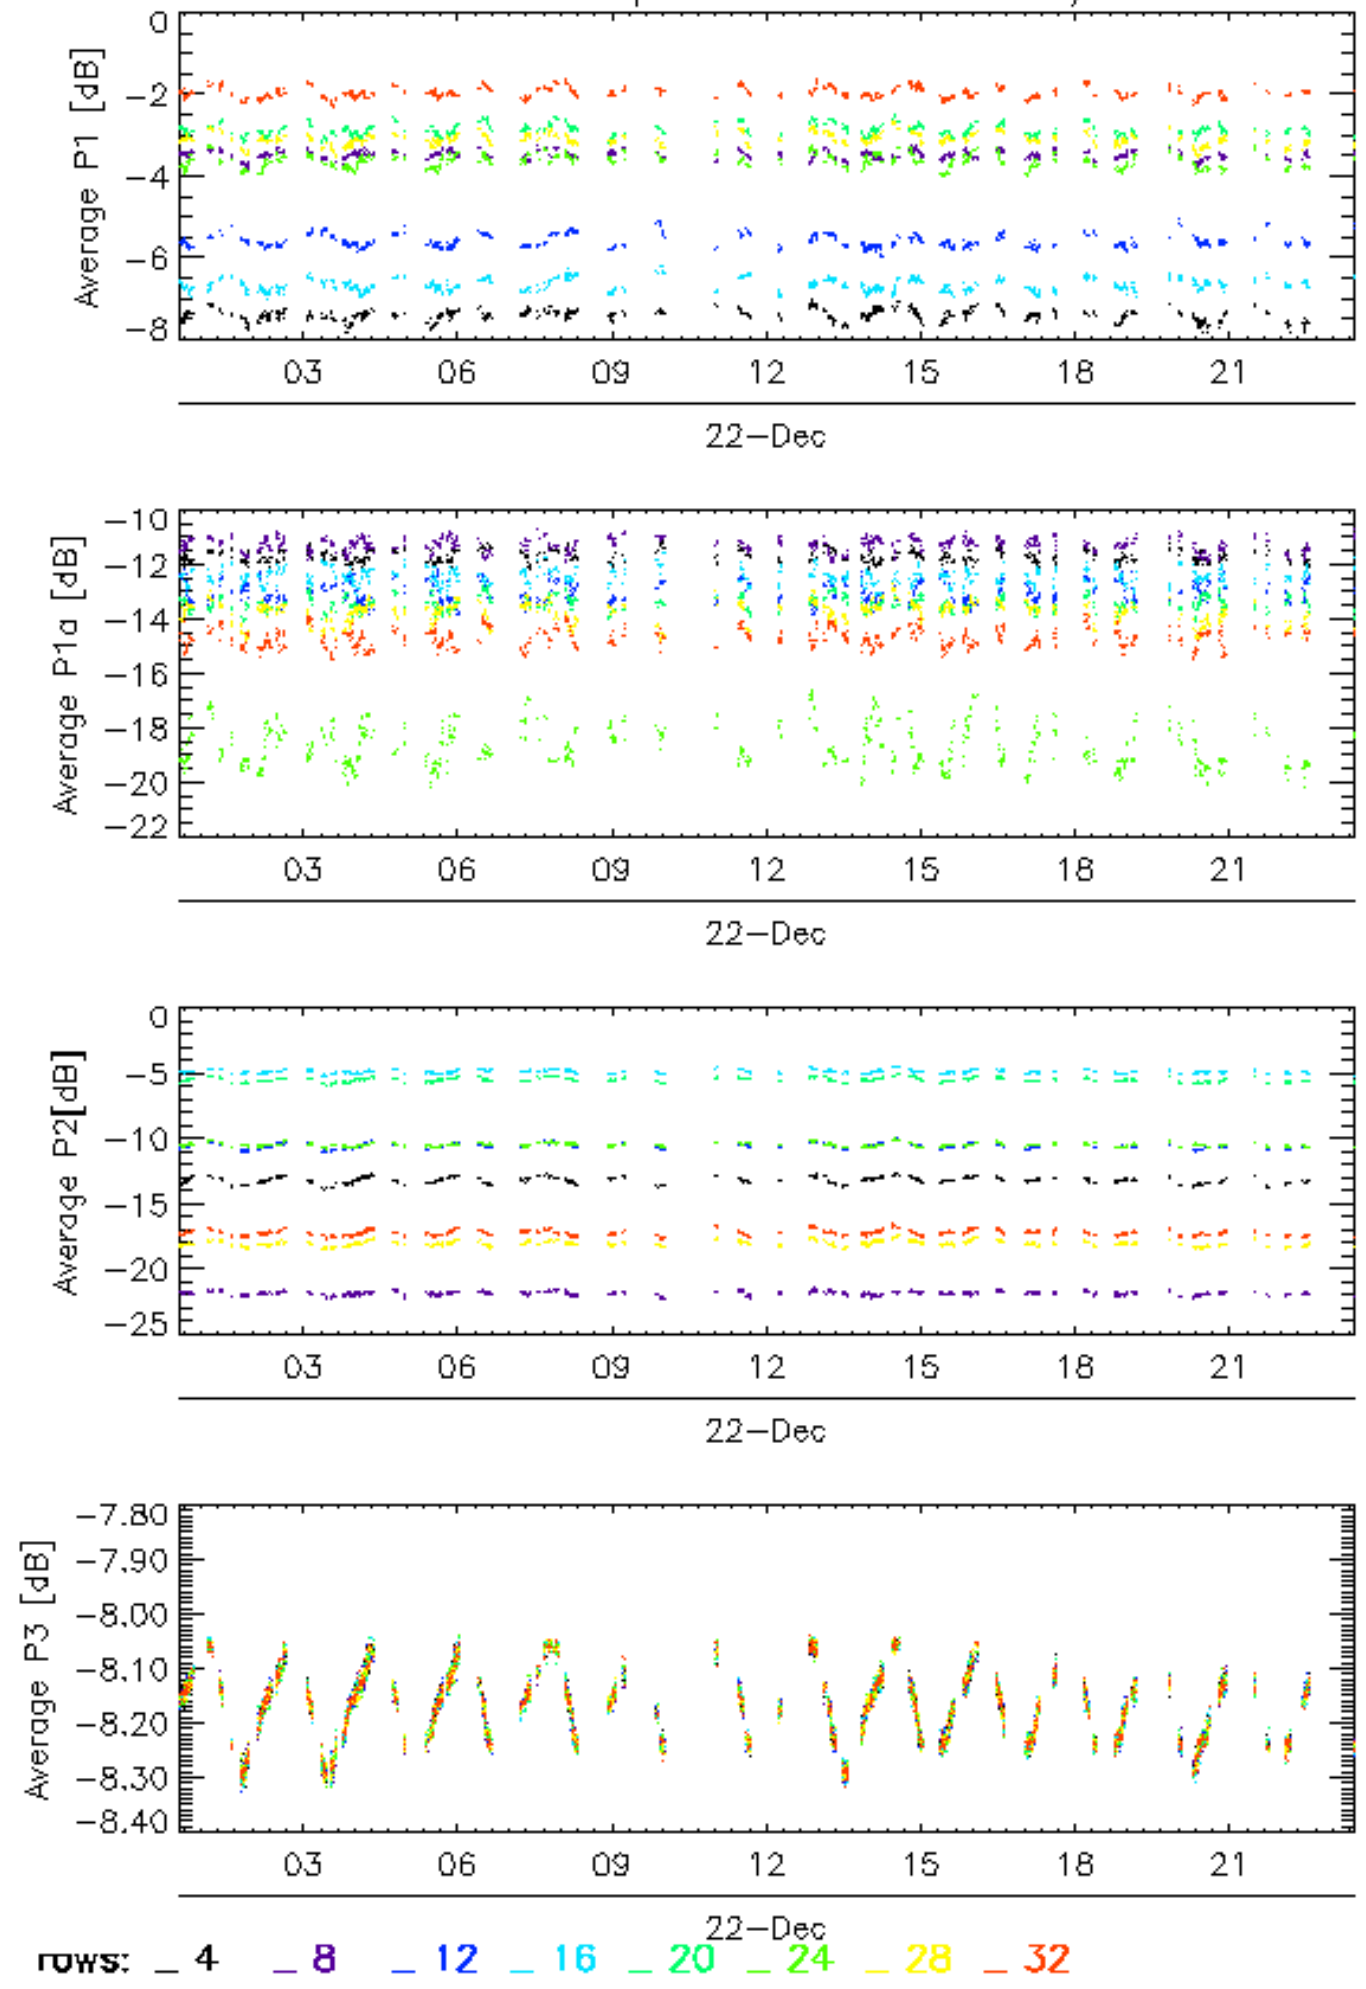 0
−2
−4
−6
−8
Average P1 [dB]
03 06 09 12 15 18 21
22−Dec
−10
−12
−14
−16
−18
−20
−22
Average P1a [dB]
03 06 09 12 15 18 21
22−Dec
0
−5
−10
−15
−20
−25
Average P2[dB]
03 06 09 12 15 18 21
22−Dec
−7.80
−7.90
−8.00
−8.10
−8.20
−8.30
−8.40
Average P3 [dB]
03 06 09 12 15 18 21
22−Dec
rows: _ 4 _ 8 _ 12 _ 16 _ 20 _ 24 _ 28 _ 32